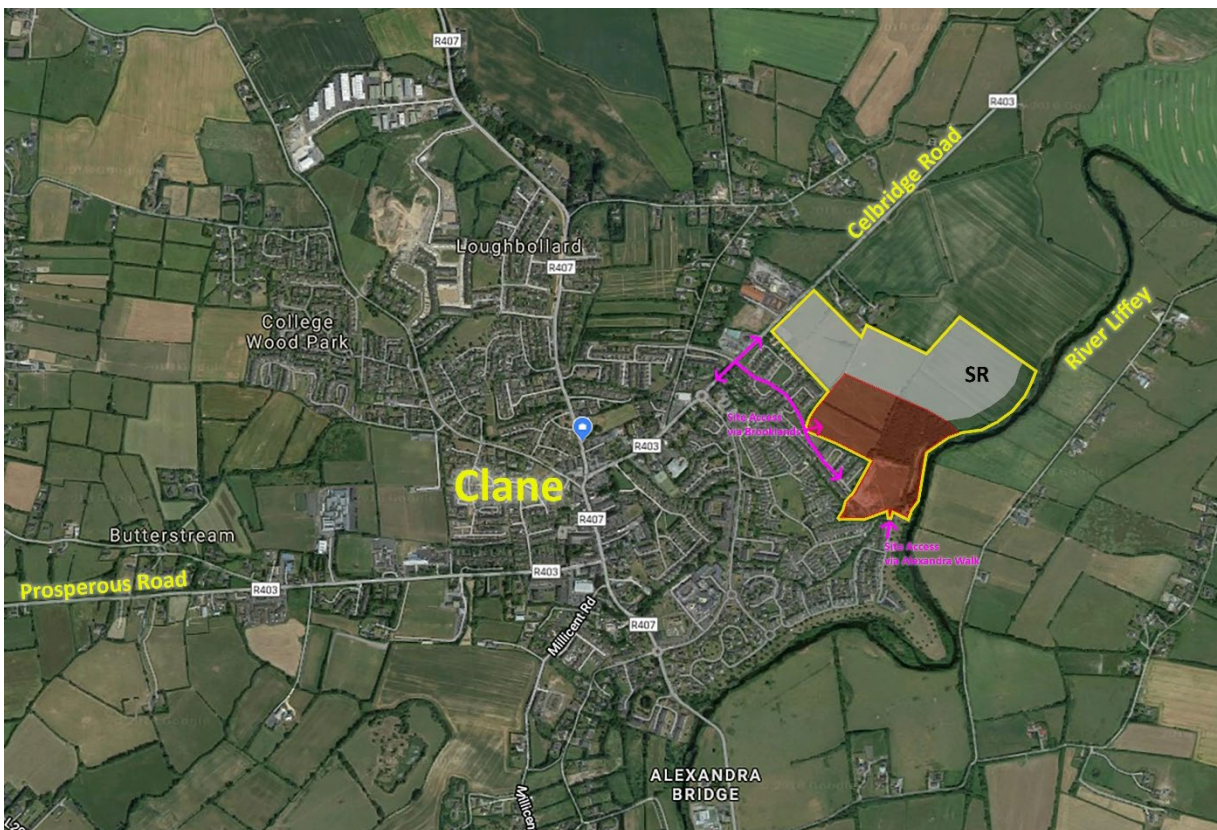 R407
R403
Celbridge Road
Loughbollard
R407
River Liffey
College
Wood Park
SR
Site Access
via Brooklands
R403
Clane
R407
Butterstream
Site Access
via Alexandra Walk
R403
Prosperous Road
R403
Millicent Rd
R407
ALEXANDRA
BRIDGE